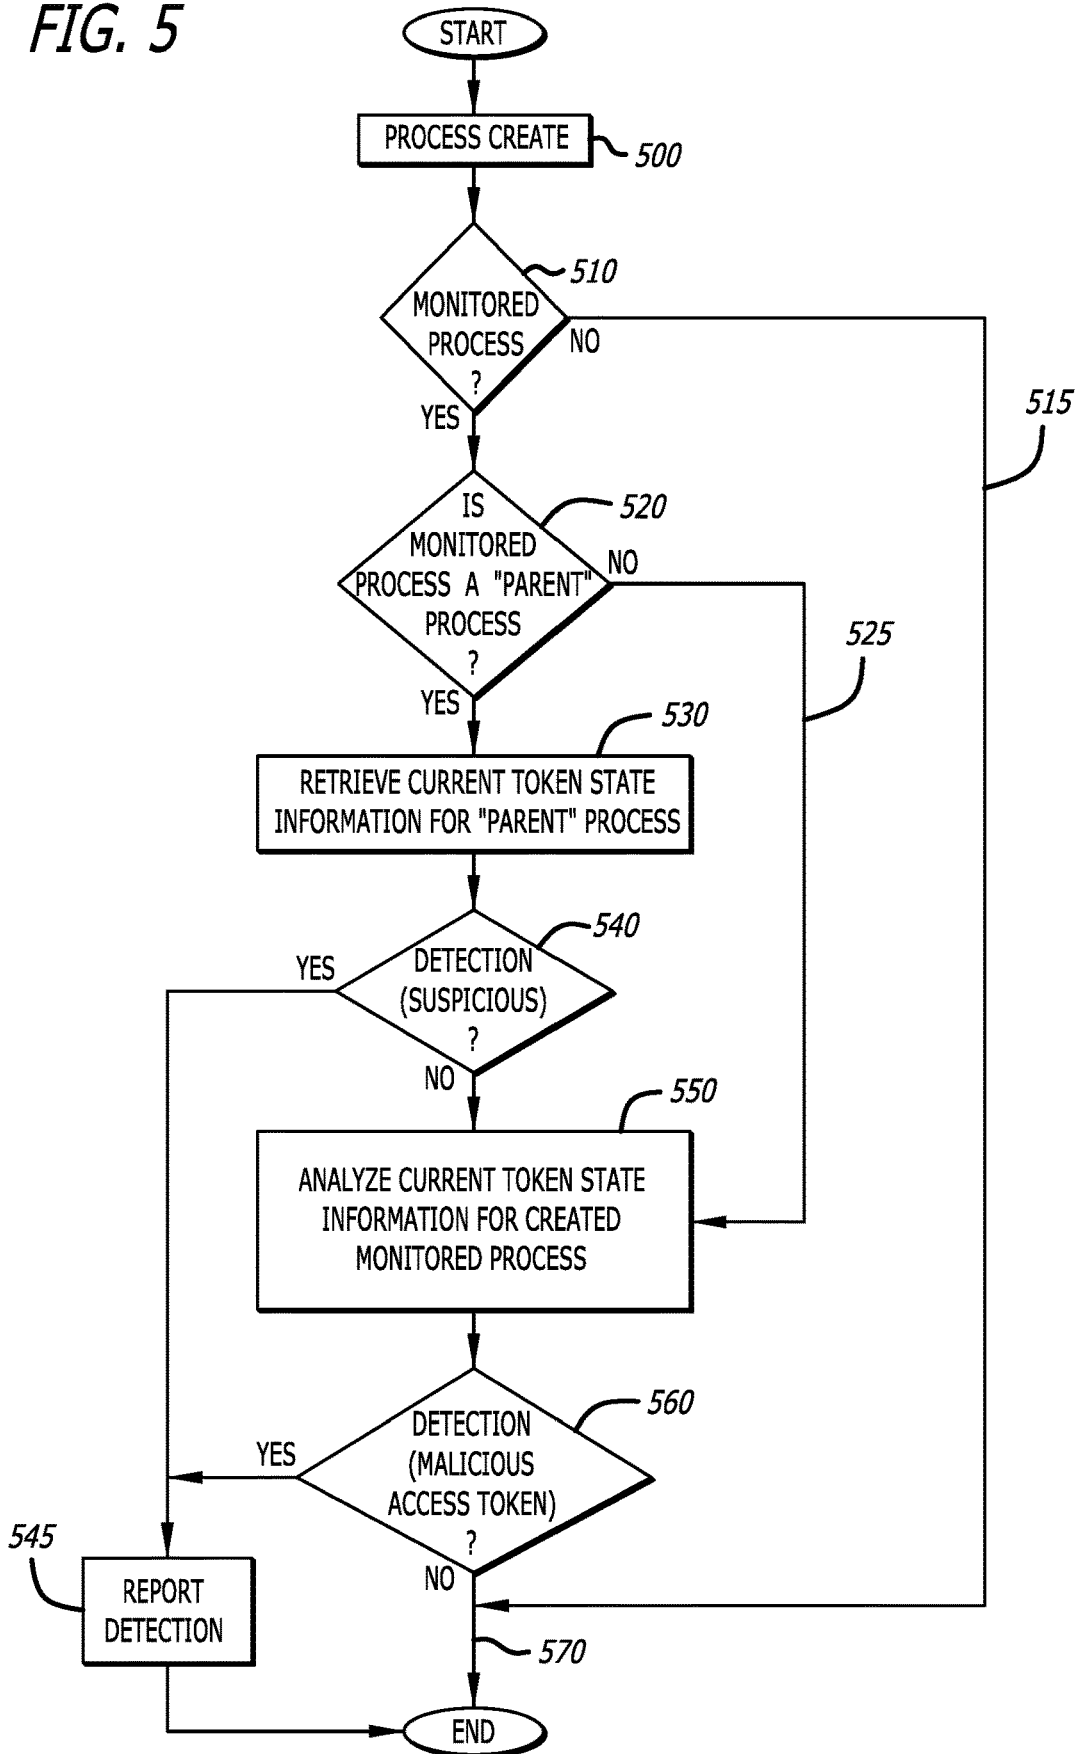 FIG. 5
START
PROCESS CREATE
500
510
MONITORED
PROCESS
?
NO
YES
515
IS
MONITORED
PROCESS A "PARENT"
PROCESS
?
520
NO
YES
525
530
RETRIEVE CURRENT TOKEN STATE
INFORMATION FOR "PARENT" PROCESS
540
DETECTION
(SUSPICIOUS)
?
YES
NO
550
ANALYZE CURRENT TOKEN STATE
INFORMATION FOR CREATED
MONITORED PROCESS
560
DETECTION
(MALICIOUS
ACCESS TOKEN)
?
YES
NO
545
REPORT
DETECTION
570
END